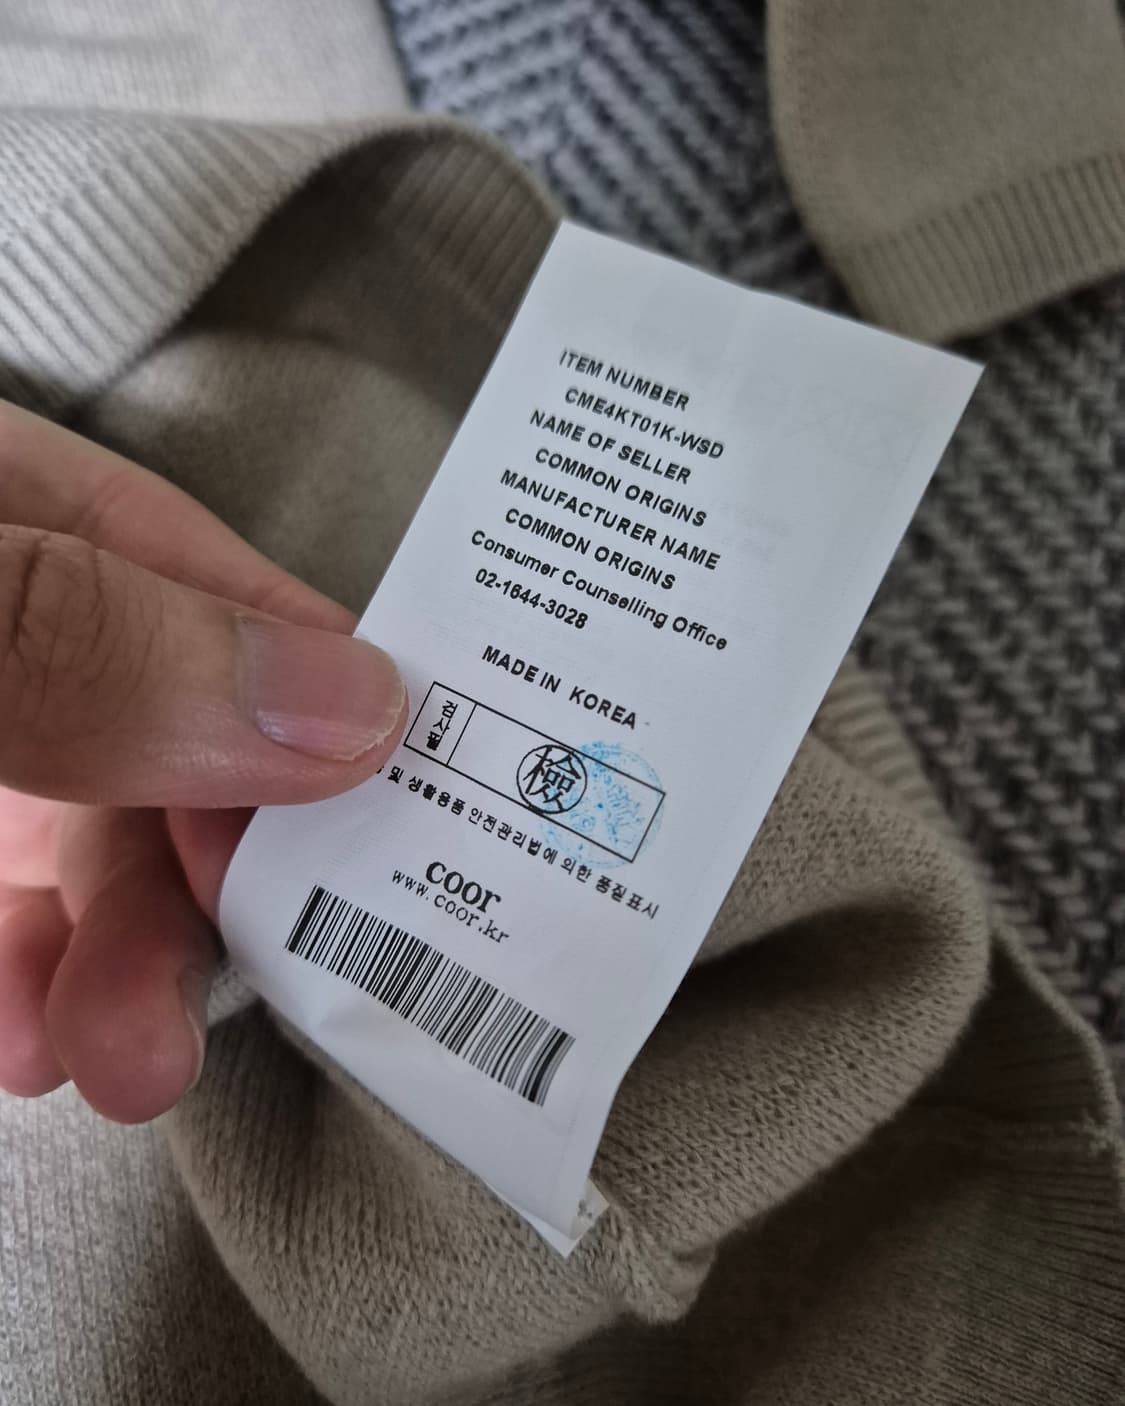 ITEM NUMBER
CME4KT01K-WSD
NAME OF SELLER
COMMON ORIGINS
MANUFACTURER NAME
COMMON ORIGINS
Consumer Counselling Office
02-1644-3028
MADE IN KOREA
검사필
檢
및 생활용품 안전관리법에 의한 품질표시
coor
www.coor.kr